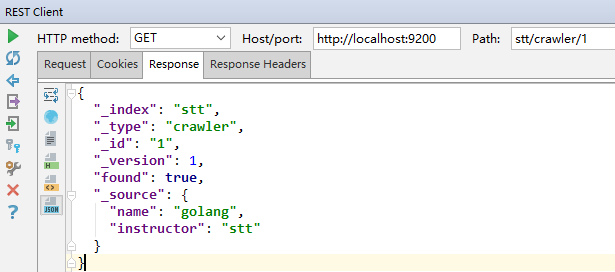 REST Client
HTTP method: GET Host/port: http://localhost:9200 Path: stt/crawler/1
Request Cookies Response Response Headers
{
"_index": "stt",
"_type": "crawler",
"_id": "1",
"_version": 1,
"found": true,
"_source": {
"name": "golang",
"instructor": "stt"
}
}
H
JSON